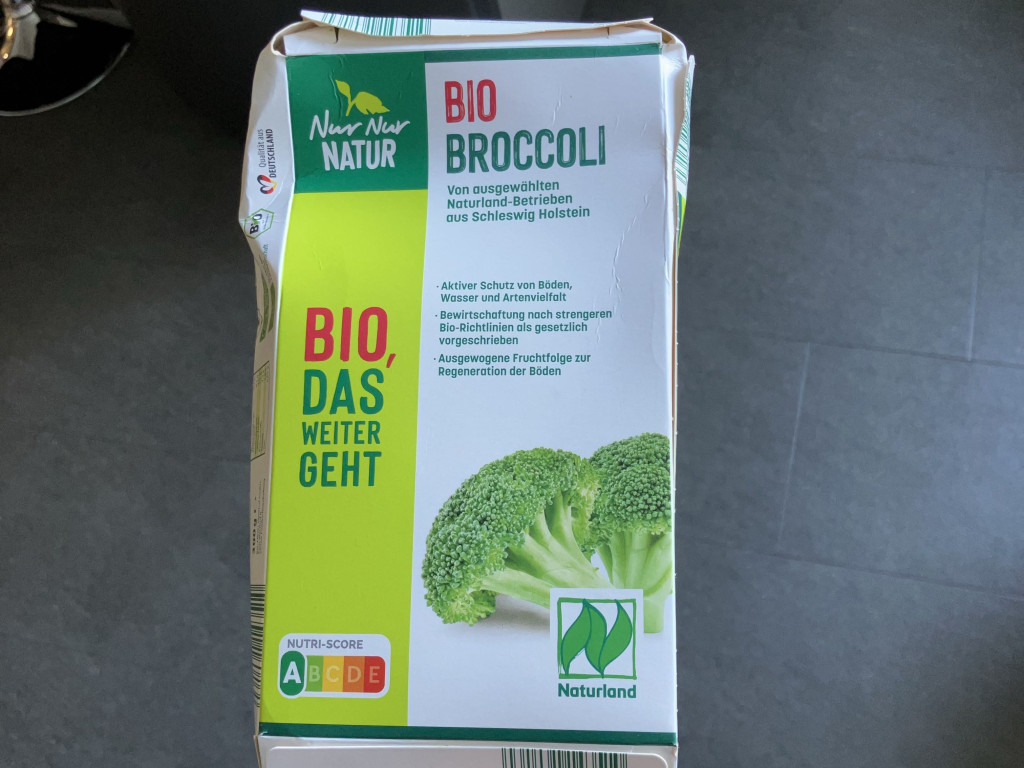 Nur Nur
NATUR
Qualität aus
DEUTSCHLAND
BIO
BIO
BROCCOLI
Von ausgewählten
Naturland-Betrieben
aus Schleswig Holstein
· Aktiver Schutz von Böden,
Wasser und Artenvielfalt
· Bewirtschaftung nach strengeren
Bio-Richtlinien als gesetzlich
vorgeschrieben
· Ausgewogene Fruchtfolge zur
Regeneration der Böden
BIO,
DAS
WEITER
GEHT
NUTRI-SCORE
A B C D E
Naturland